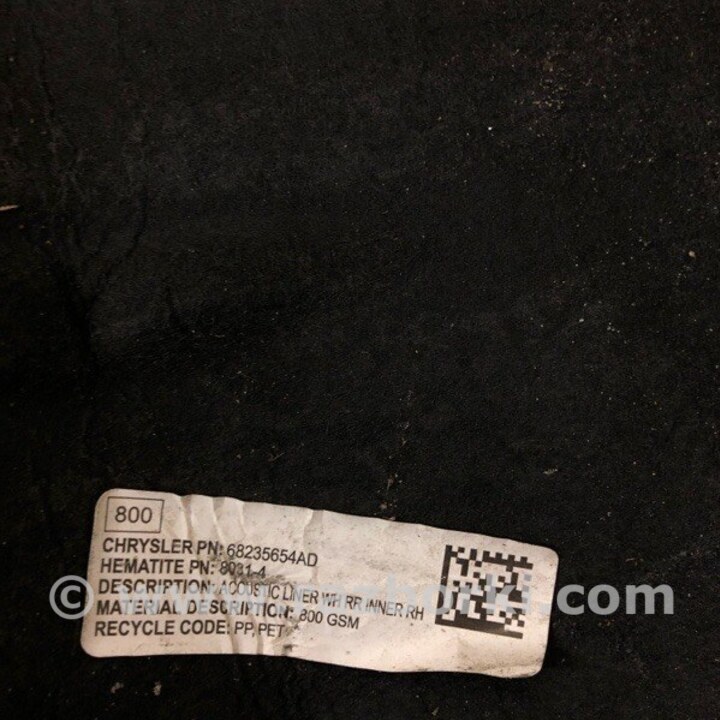 800
CHRYSLER PN: 68235654AD
HEMATITE PN: 8031-4
DESCRIPTION: ACOUSTIC LINER WH RR INNER RH
MATERIAL DESCRIPTION: 800 GSM
RECYCLE CODE: PP, PET